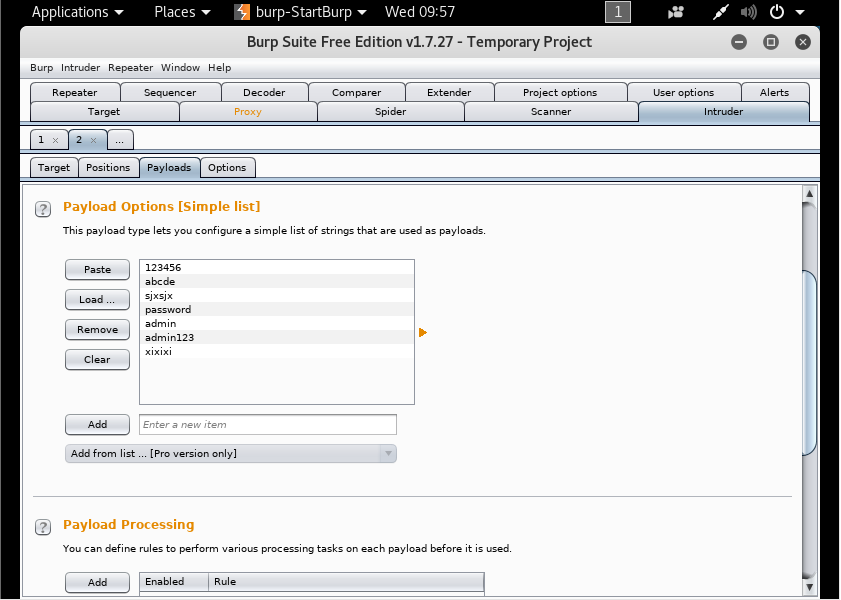 Applications Places burp-StartBurp Wed 09:57 1
Burp Suite Free Edition v1.7.27 - Temporary Project
Burp Intruder Repeater Window Help
Repeater Sequencer Decoder Comparer Extender Project options User options Alerts
Target Proxy Spider Scanner Intruder
1 × 2 × ...
Target Positions Payloads Options
? Payload Options [Simple list]
This payload type lets you configure a simple list of strings that are used as payloads.
Paste
Load ...
Remove
Clear
123456
abcde
sjxsjx
password
admin
admin123
xixixi
Add Enter a new item
Add from list ... [Pro version only]
? Payload Processing
You can define rules to perform various processing tasks on each payload before it is used.
Add Enabled Rule